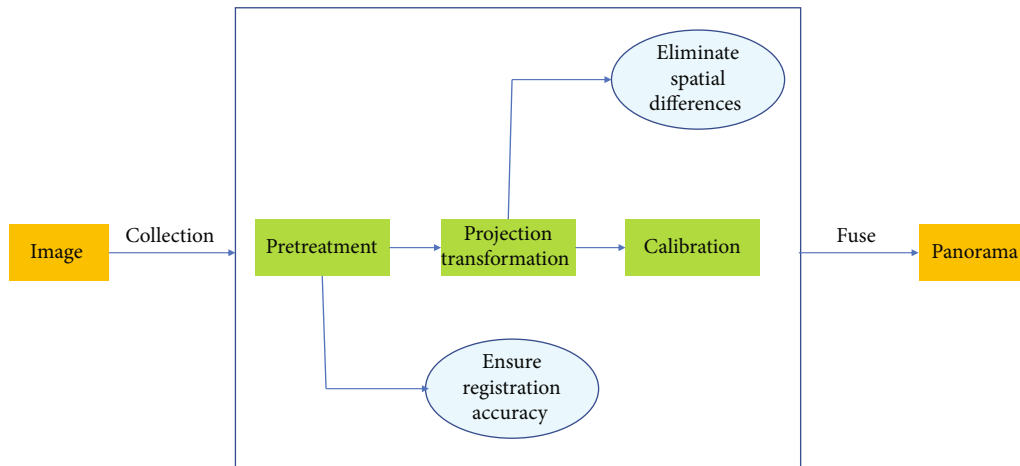 Eliminate
spatial
differences
Image
Collection
Pretreatment
Projection
transformation
Calibration
Fuse
Panorama
Ensure
registration
accuracy